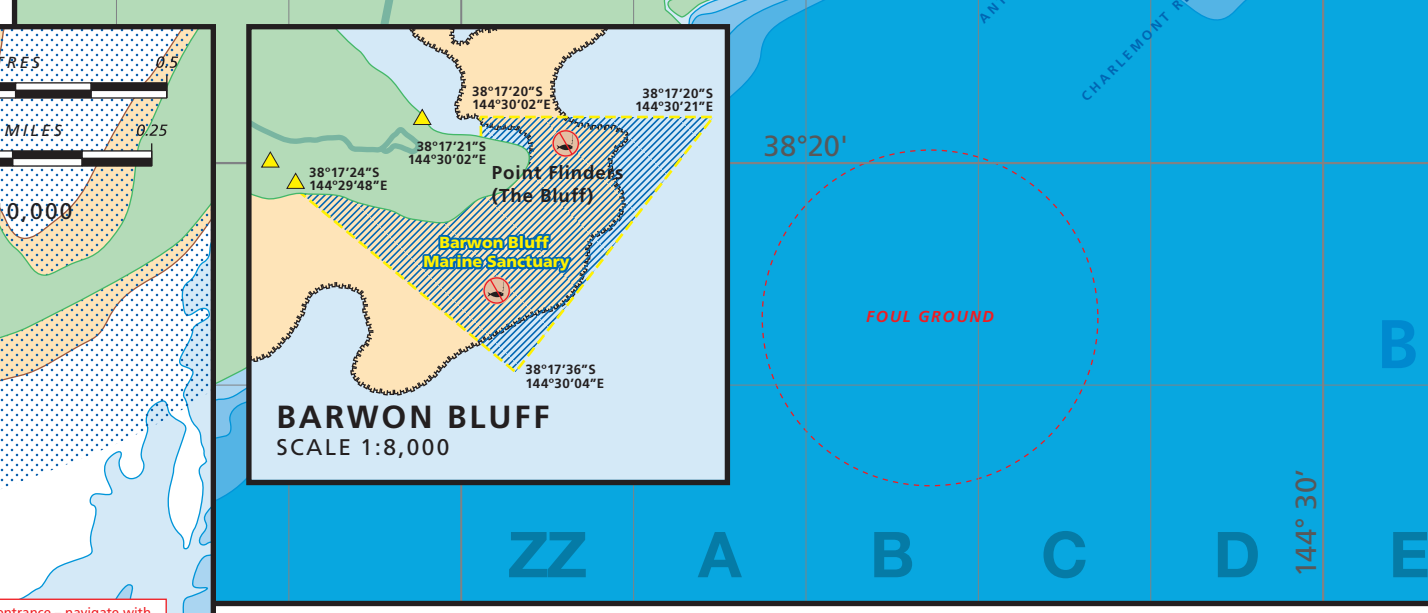 TRES
0.5
MILES
0.25
0,000
38°17'20"S
144°30'02"E
38°17'20"S
144°30'21"E
38°17'21"S
144°30'02"E
38°17'24"S
144°29'48"E
Point Flinders
(The Bluff)
Barwon Bluff
Marine Sanctuary
38°17'36"S
144°30'04"E
BARWON BLUFF
SCALE 1:8,000
ANT
CHARLEMONT R
38°20'
FOUL GROUND
B
144° 30'
ZZ A B C D E
entrance – navigate with